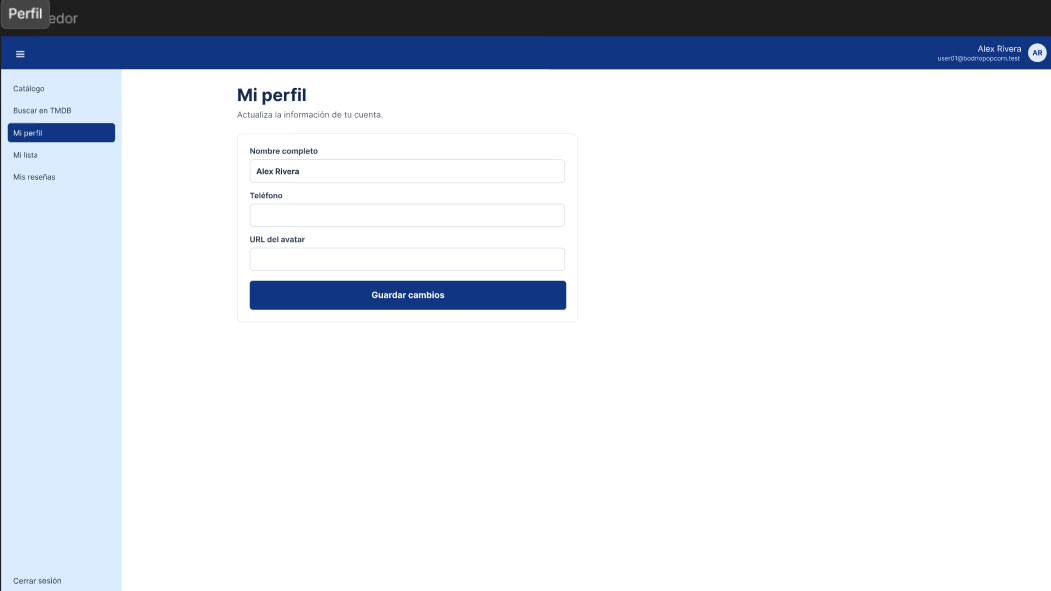 Perfil
edor
Alex Rivera
user01@bodriopopcorn.test
AR
Catálogo
Buscar en TMDB
Mi perfil
Mi lista
Mis reseñas
Cerrar sesión
Mi perfil
Actualiza la información de tu cuenta.
Nombre completo
Alex Rivera
Teléfono
URL del avatar
Guardar cambios